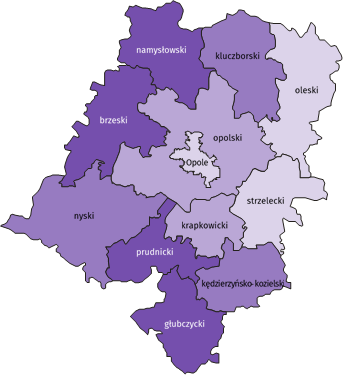 namysłowski
kluczborski
oleski
brzeski
opolski
Opole
strzelecki
nyski
krapkowicki
prudnicki
kędzierzyńsko-kozielski
głubczycki